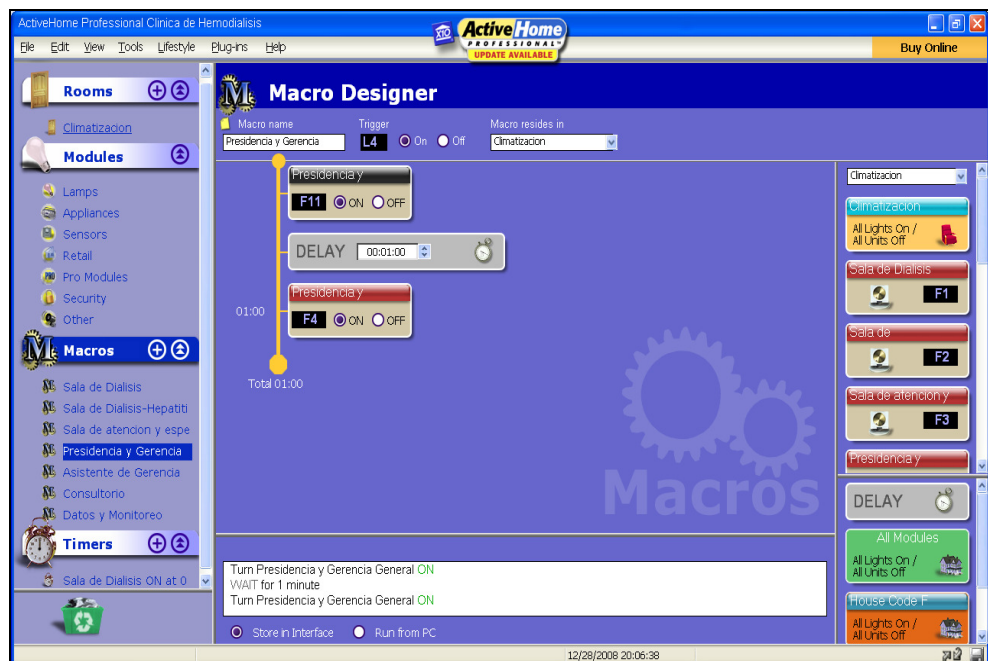 ActiveHome Professional Clinica de Hemodialisis
X10
ActiveHome
PROFESSIONAL™
UPDATE AVAILABLE
File Edit View Tools Lifestyle Plug-ins Help
Buy Online
Rooms
Climatizacion
Modules
Lamps
Appliances
Sensors
Retail
Pro Modules
Security
Other
Macros
Sala de Dialisis
Sala de Dialisis-Hepatiti
Sala de atencion y espe
Presidencia y Gerencia
Asistente de Gerencia
Consultorio
Datos y Monitoreo
Timers
Sala de Dialisis ON at 0
Macro Designer
Macro name Trigger Macro resides in
Presidencia y Gerencia L4 On Off Climatizacion
Presidencia y
F11 ON OFF
DELAY 00:01:00
Presidencia y
01:00 F4 ON OFF
Total 01:00
Macros
Turn Presidencia y Gerencia General ON
WAIT for 1 minute
Turn Presidencia y Gerencia General ON
Store in Interface Run from PC
Climatizacion
Climatizacion
All Lights On /
All Units Off
Sala de Dialisis
F1
Sala de
F2
Sala de atencion y
F3
Presidencia y
DELAY
All Modules
All Lights On /
All Units Off
House Code F
All Lights On /
All Units Off
12/28/2008 20:06:38